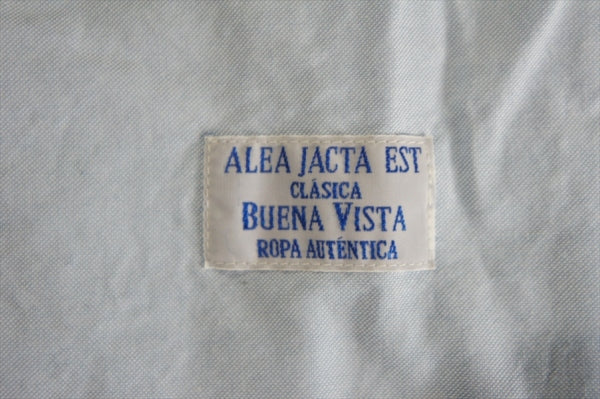 ALEA JACTA EST
CLÁSICA
BUENA VISTA
ROPA AUTÉNTICA